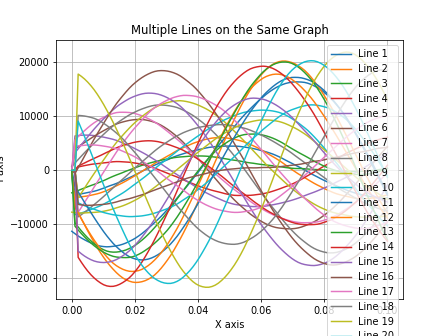 Multiple Lines on the Same Graph
20000
10000
0
−10000
−20000
0.00
0.02
0.04
0.06
X axis
Line 1
Line 2
Line 3
Line 4
Line 5
Line 6
Line 7
Line 8
Line 9
Line 10
Line 11
Line 12
Line 13
Line 14
Line 15
Line 16
Line 17
Line 18
Line 19